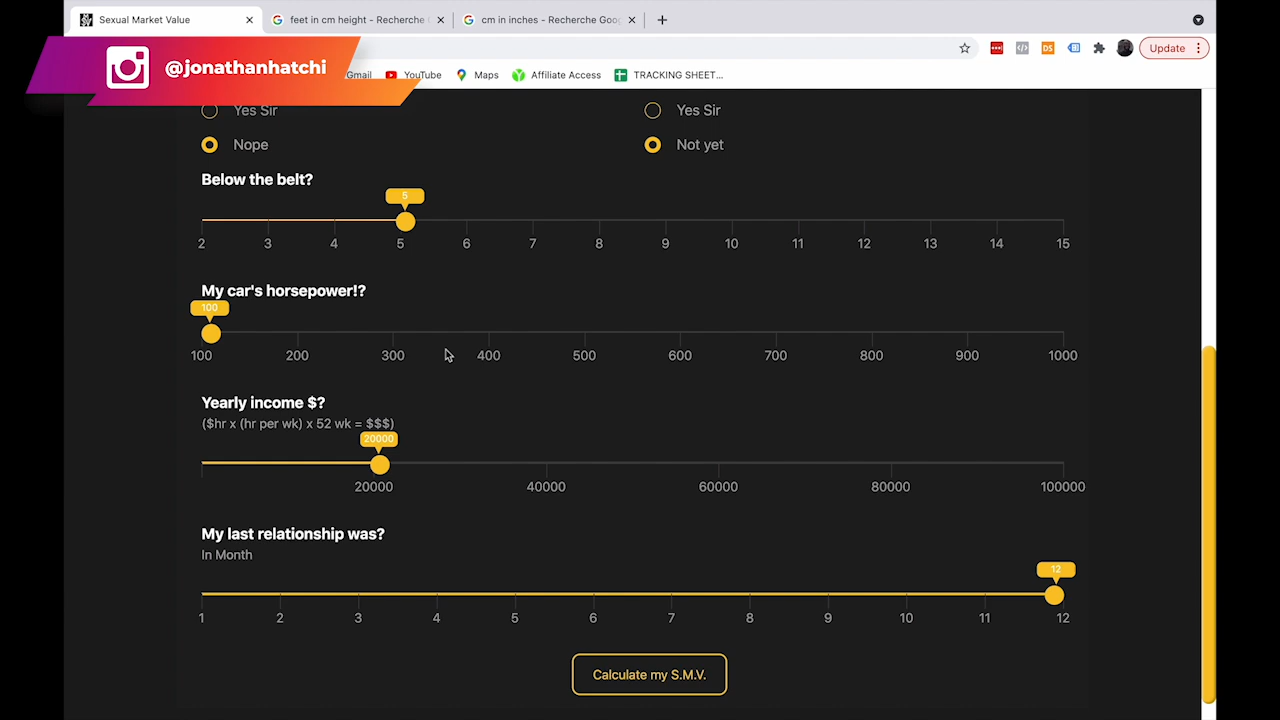 Sexual Market Value
feet in cm height - Recherche G
cm in inches - Recherche Goo
Update
@jonathanhatchi
Gmail
YouTube
Maps
Affiliate Access
TRACKING SHEET...
DS
Yes Sir
Yes Sir
Nope
Not yet
Below the belt?
5
2 3 4 5 6 7 8 9 10 11 12 13 14 15
My car's horsepower!?
100
100 200 300 400 500 600 700 800 900 1000
Yearly income $?
($hr x (hr per wk) x 52 wk = $$$)
20000
20000 40000 60000 80000 100000
My last relationship was?
In Month
12
1 2 3 4 5 6 7 8 9 10 11 12
Calculate my S.M.V.